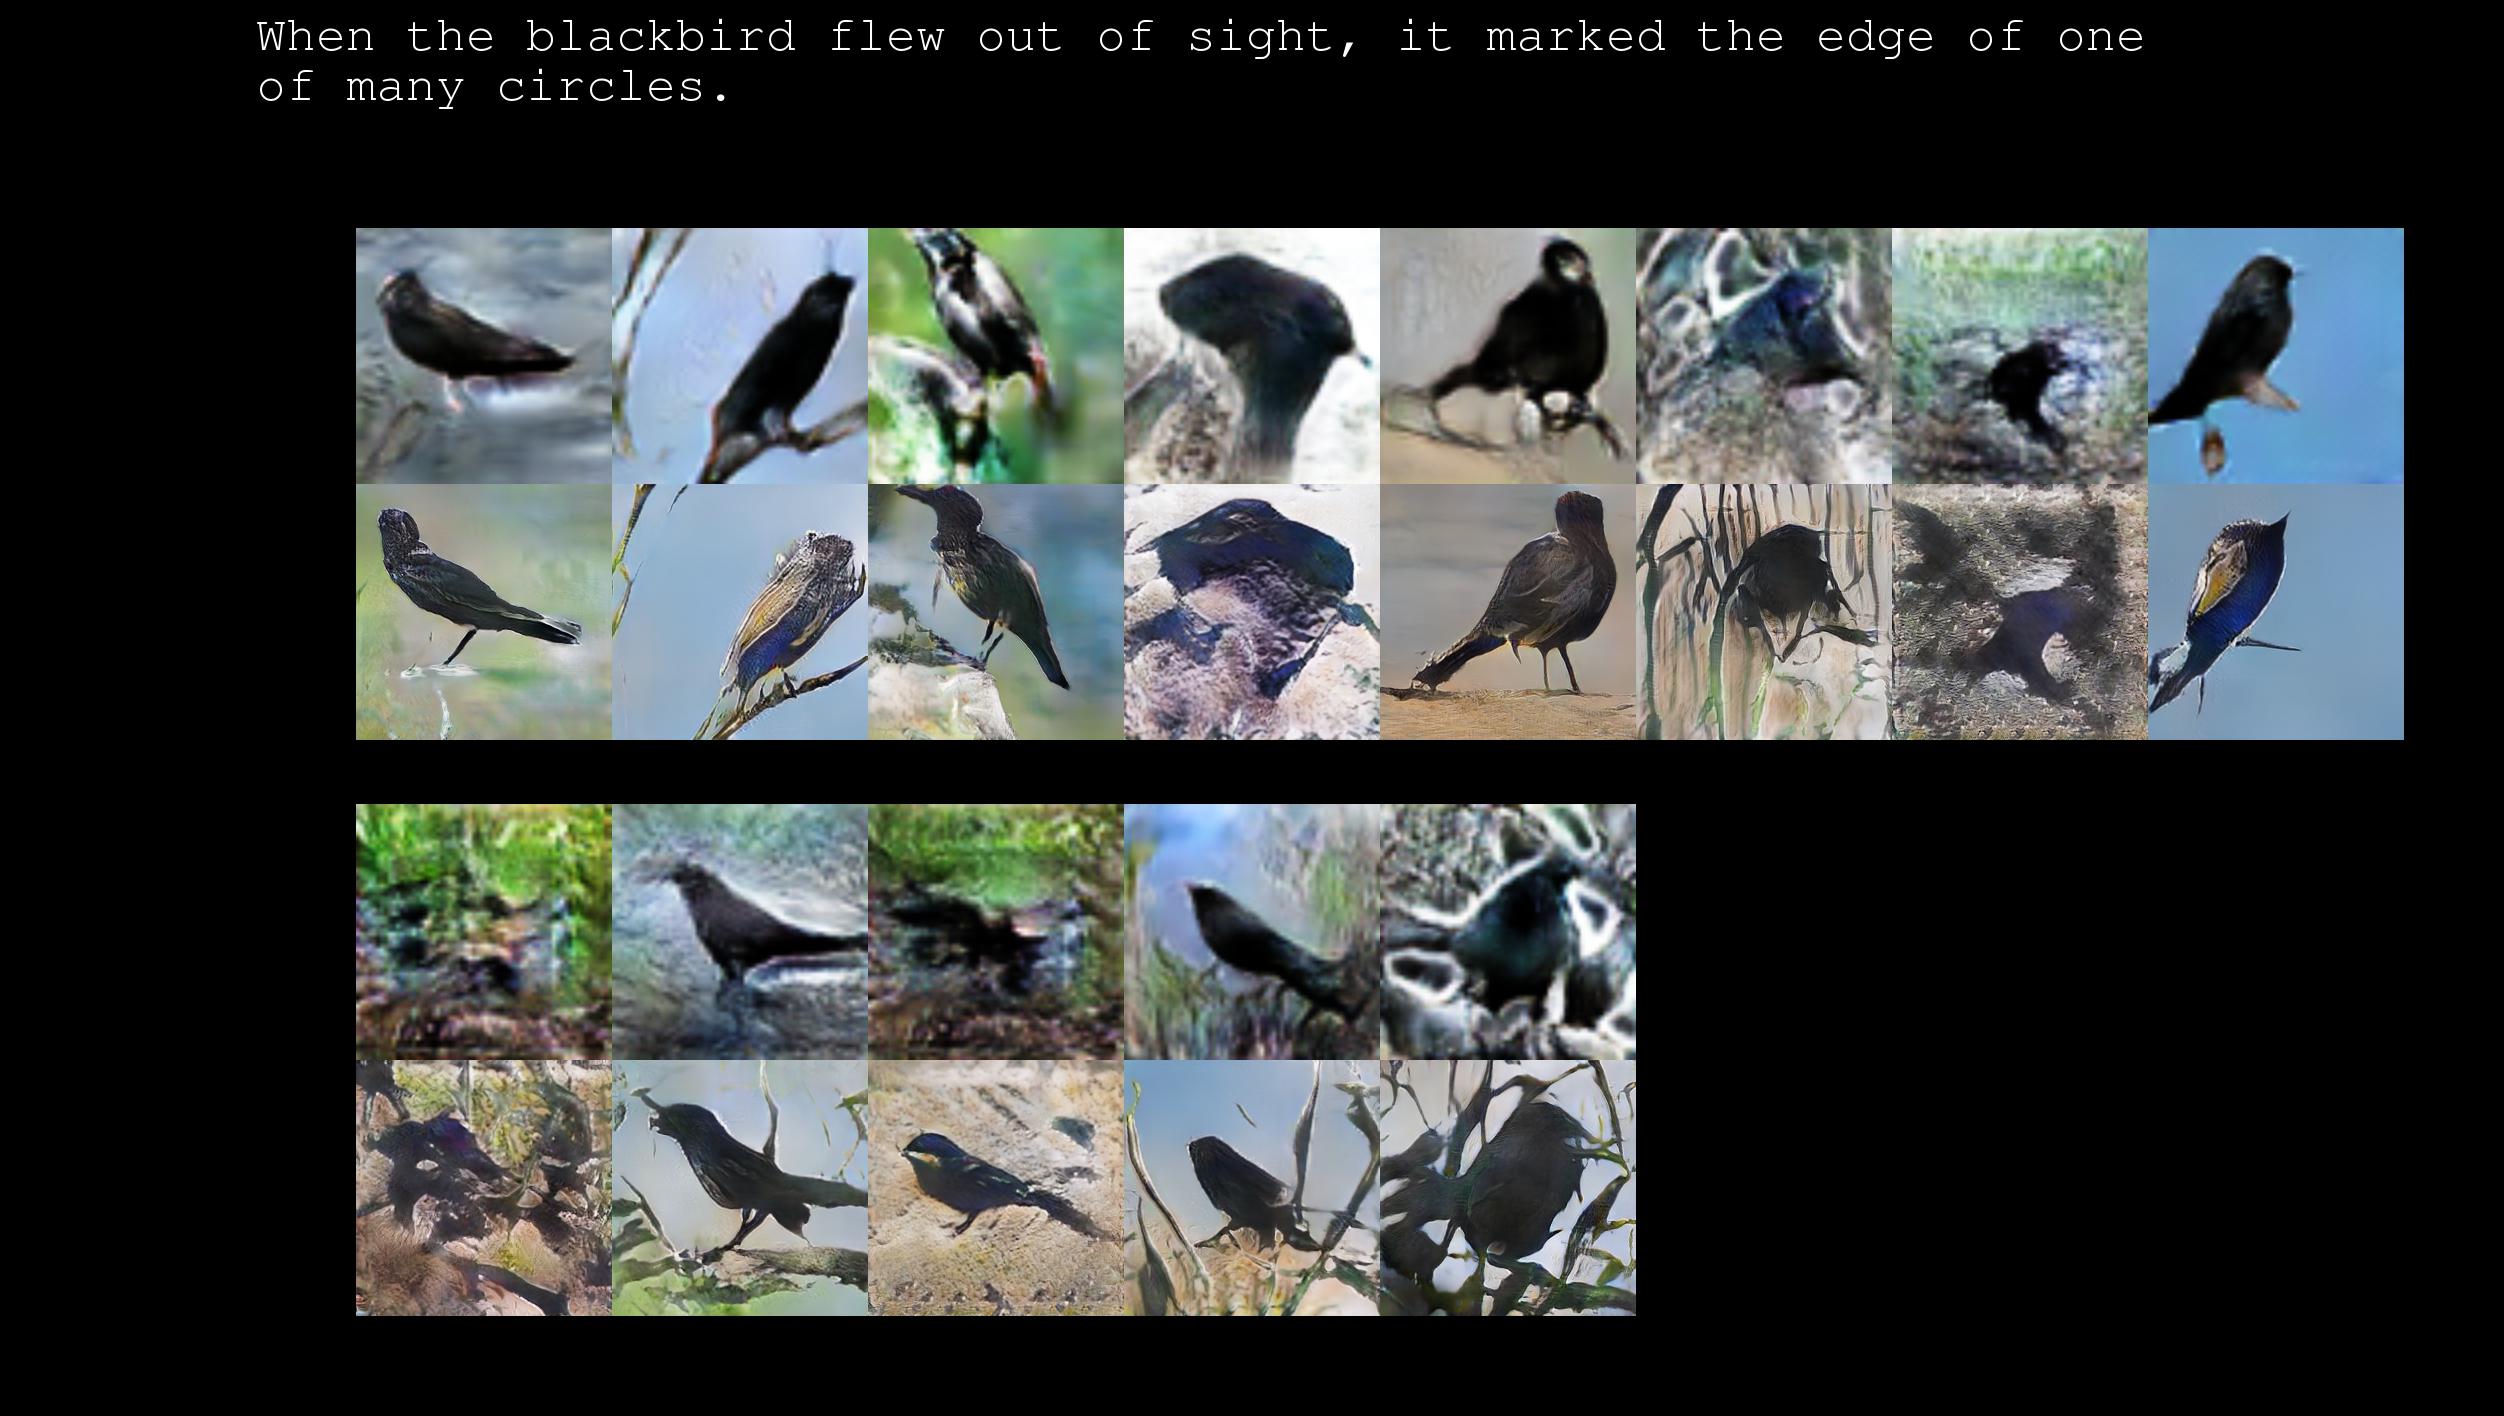 When the blackbird flew out of sight, it marked the edge of one
of many circles.